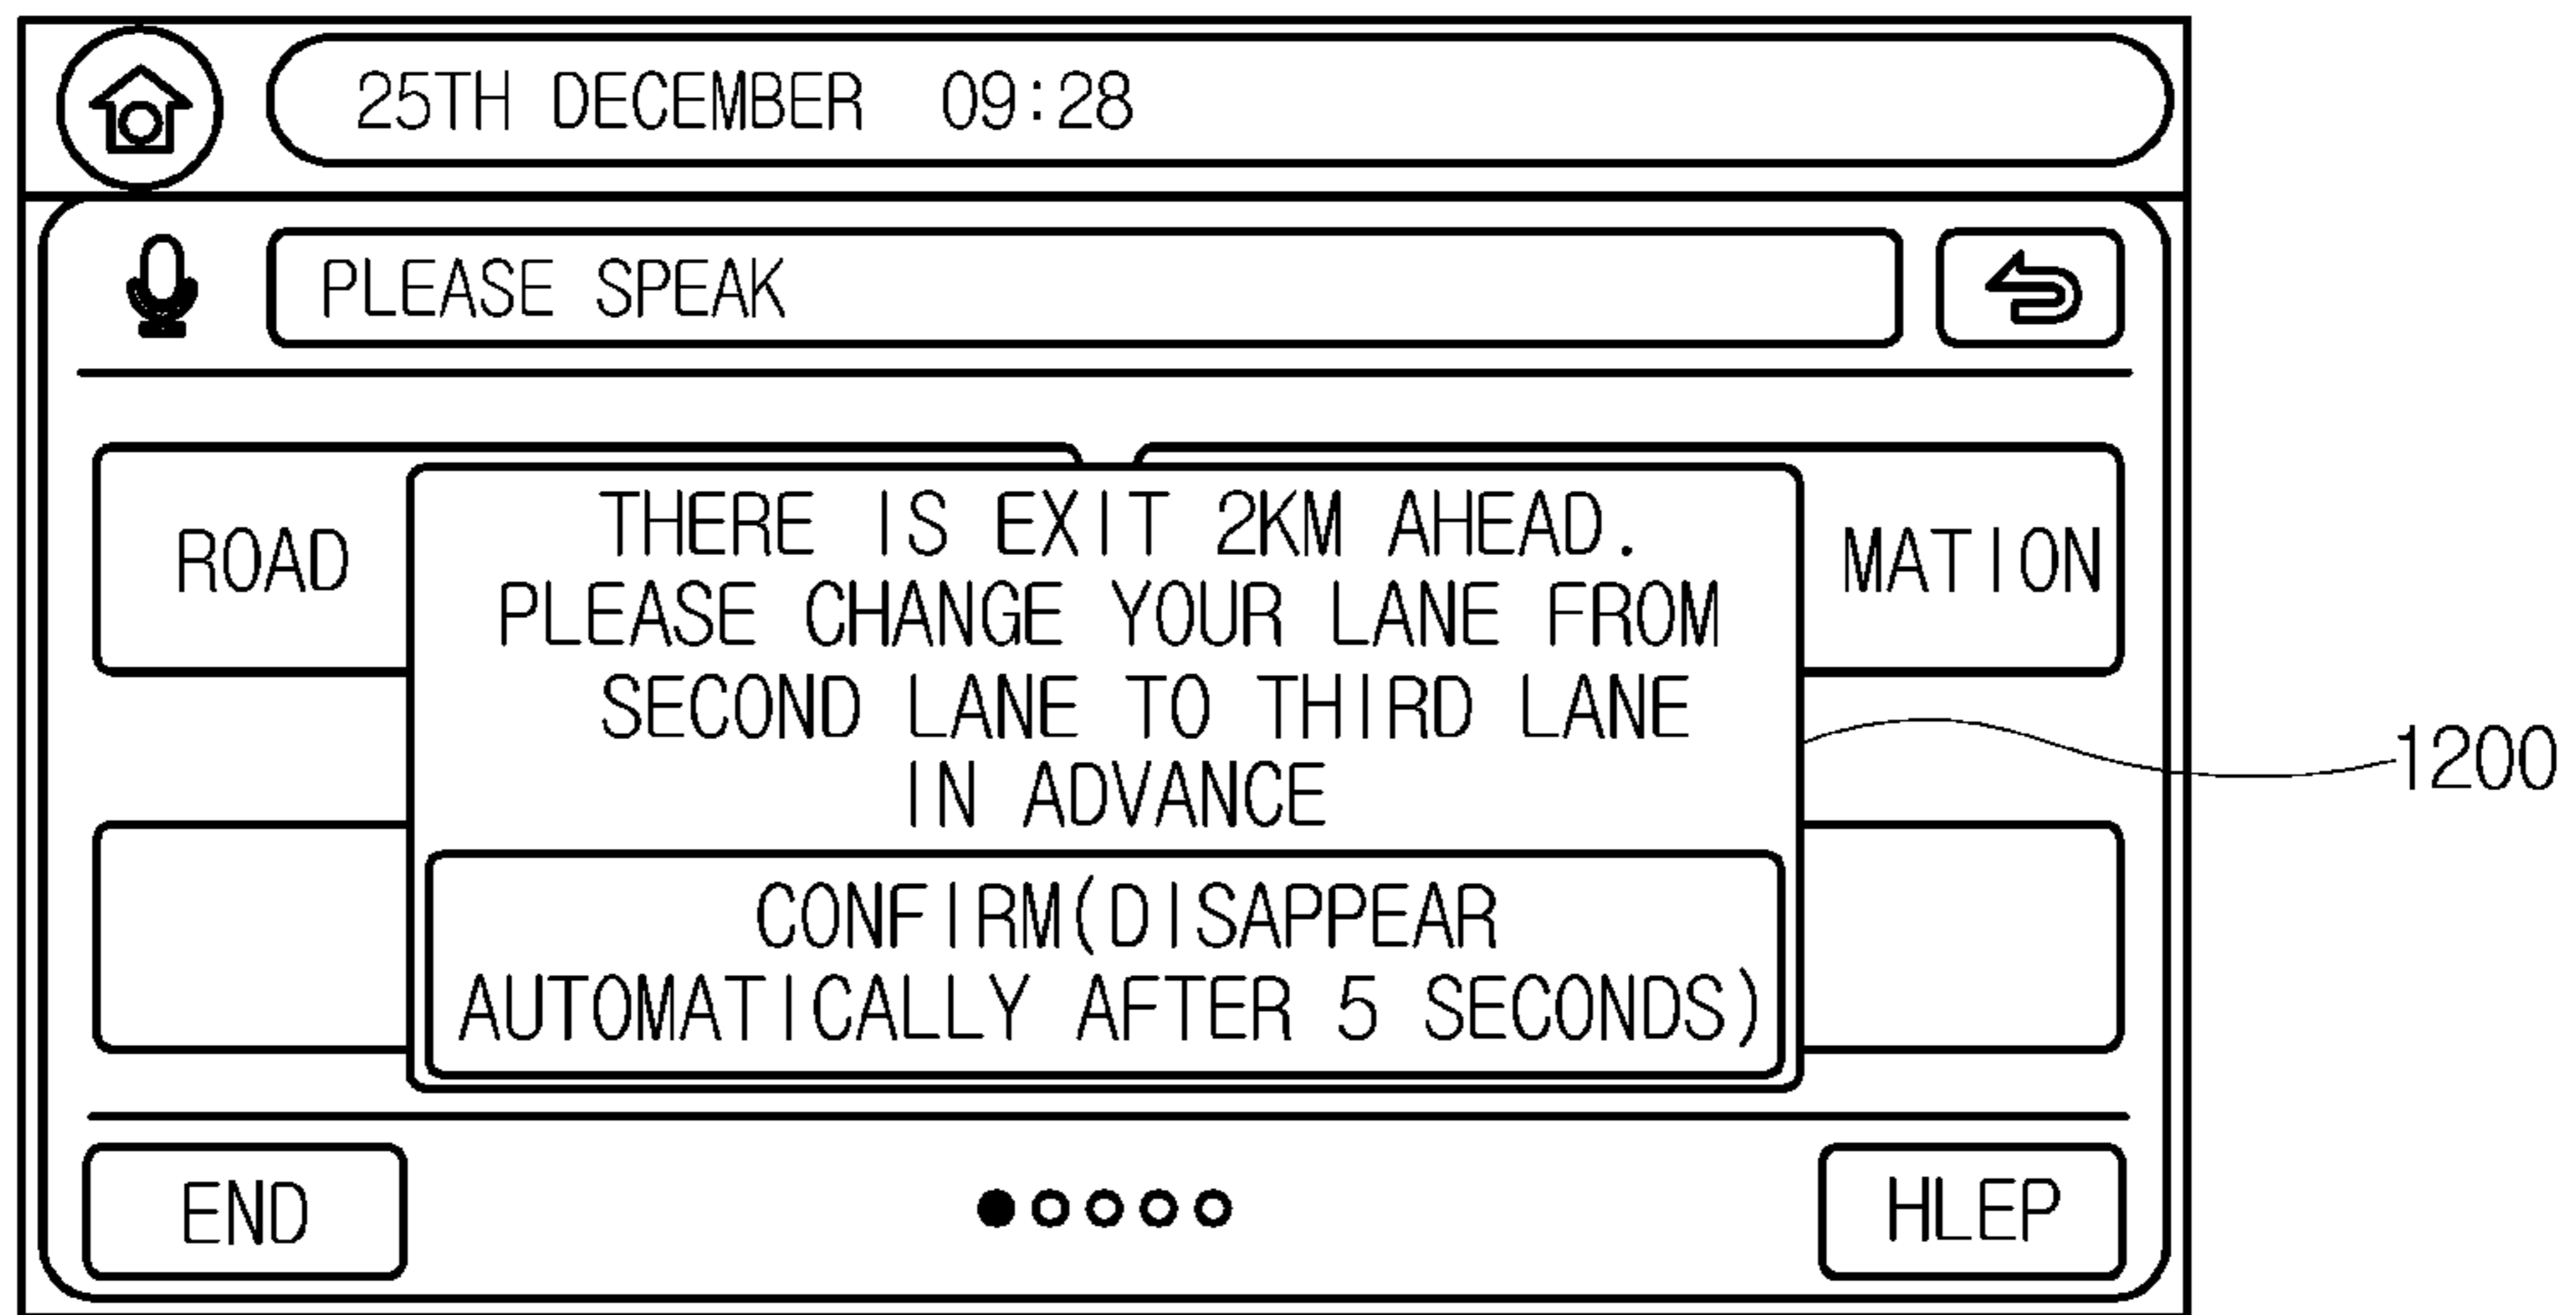 25TH DECEMBER 09:28
PLEASE SPEAK
ROAD
THERE IS EXIT 2KM AHEAD.
PLEASE CHANGE YOUR LANE FROM
SECOND LANE TO THIRD LANE
IN ADVANCE
MATION
1200
CONFIRM(DISAPPEAR
AUTOMATICALLY AFTER 5 SECONDS)
END
HLEP